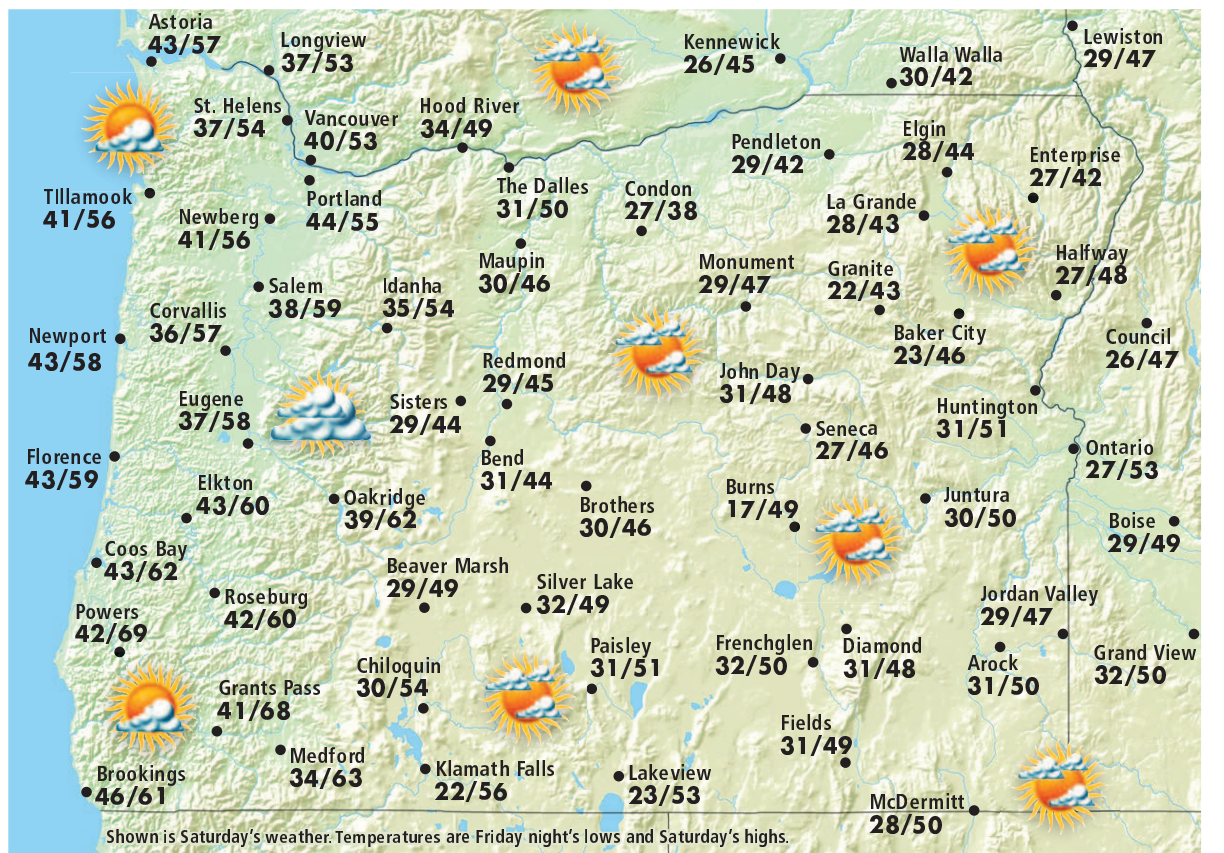 Astoria
43/57
Longview
37/53
Kennewick
26/45
Walla Walla
30/42
Lewiston
29/47
St. Helens
37/54
Vancouver
40/53
Hood River
34/49
Pendleton
29/42
Elgin
28/44
Enterprise
27/42
TIllamook
41/56
Newberg
41/56
Portland
44/55
The Dalles
31/50
Condon
27/38
La Grande
28/43
Maupin
30/46
Monument
29/47
Granite
22/43
Halfway
27/48
Salem
38/59
Idanha
35/54
Corvallis
36/57
Newport
43/58
Baker City
23/46
Council
26/47
Redmond
29/45
John Day
31/48
Eugene
37/58
Sisters
29/44
Huntington
31/51
Seneca
27/46
Florence
43/59
Bend
31/44
Ontario
27/53
Elkton
43/60
Oakridge
39/62
Brothers
30/46
Burns
17/49
Juntura
30/50
Boise
29/49
Coos Bay
43/62
Beaver Marsh
29/49
Silver Lake
32/49
Roseburg
42/60
Jordan Valley
29/47
Powers
42/69
Paisley
31/51
Frenchglen
32/50
Diamond
31/48
Arock
31/50
Grand View
32/50
Chiloquin
30/54
Grants Pass
41/68
Fields
31/49
Medford
34/63
Brookings
46/61
Klamath Falls
22/56
Lakeview
23/53
McDermitt
28/50
Shown is Saturday's weather. Temperatures are Friday night's lows and Saturday's highs.